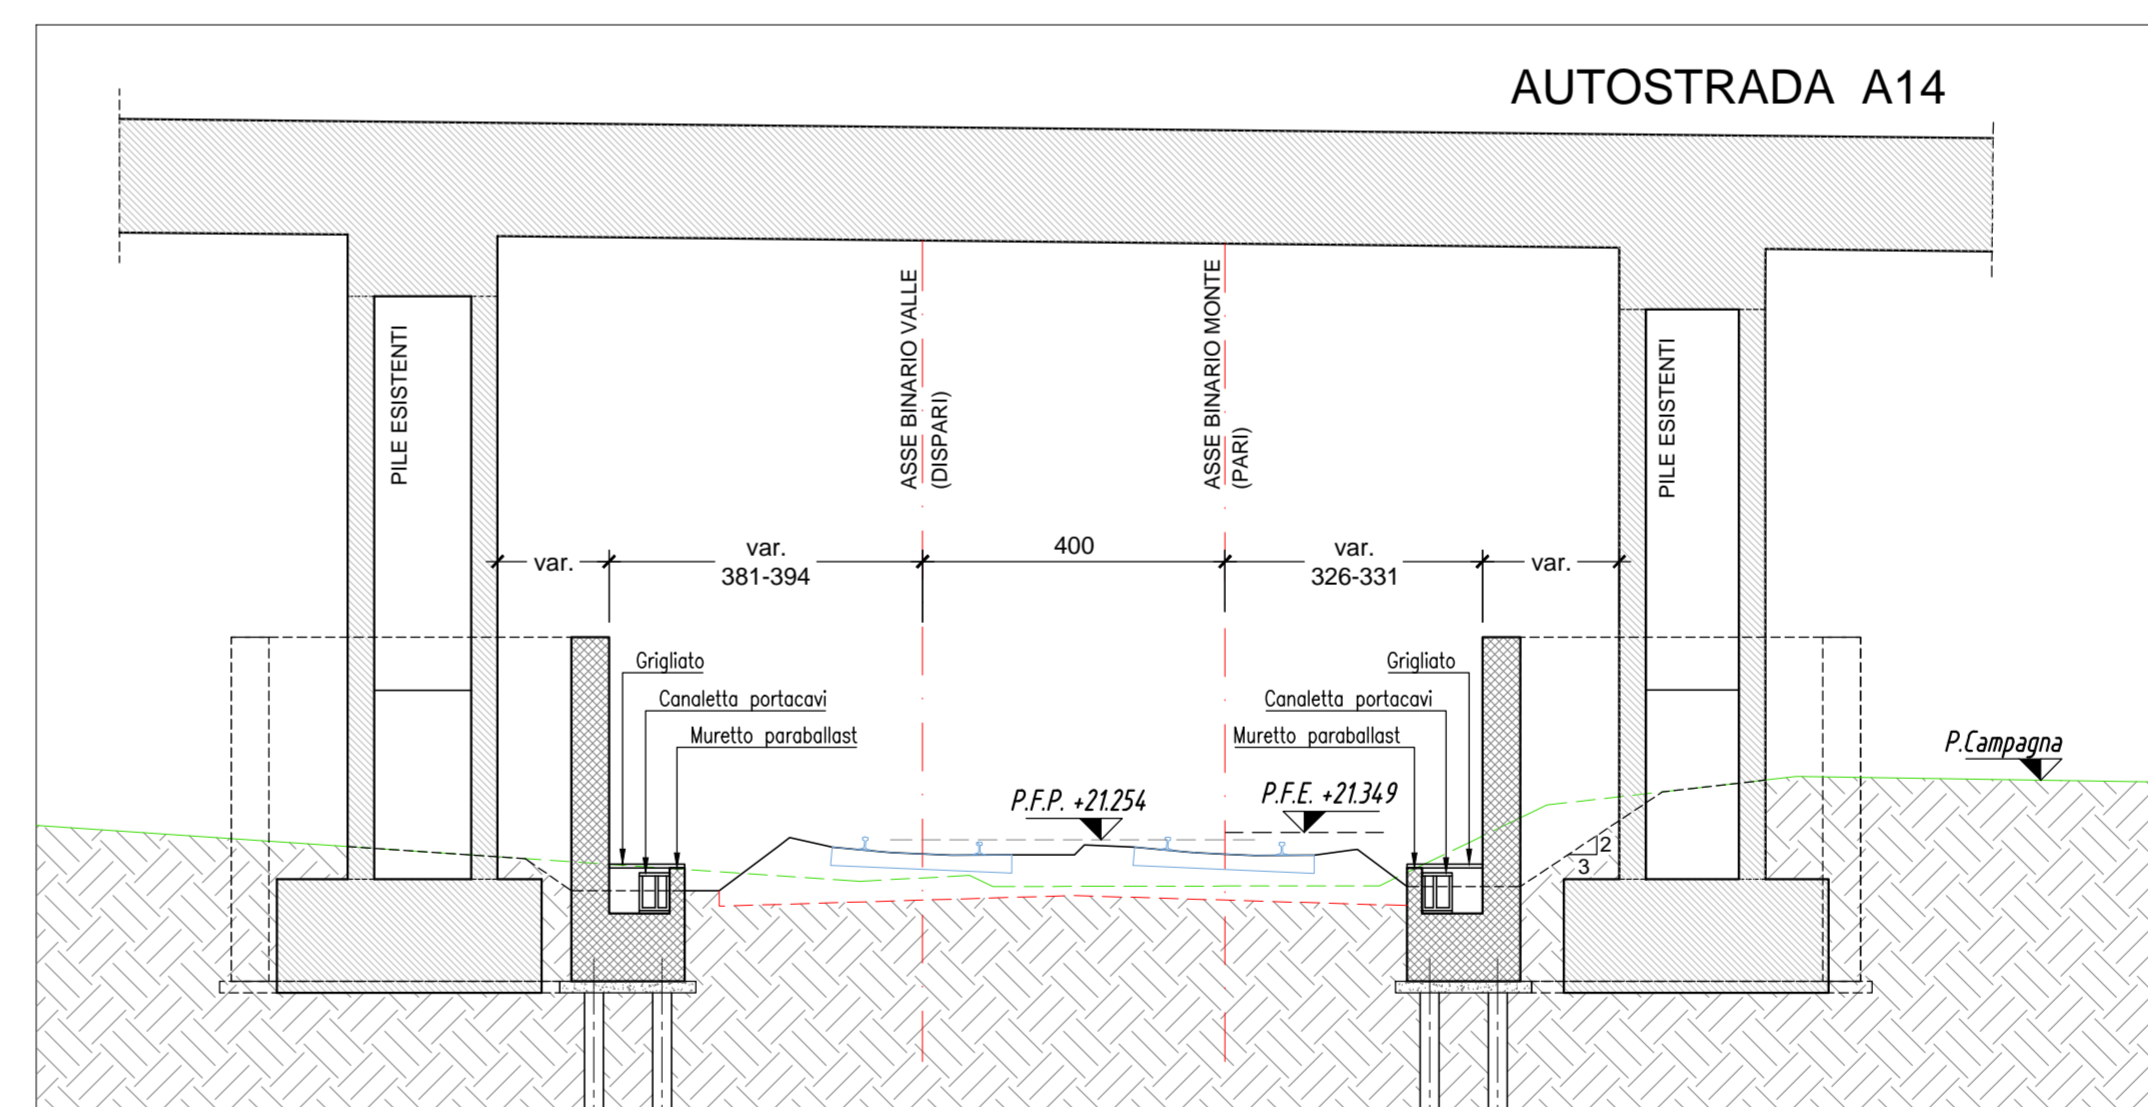 AUTOSTRADA A14
PILE ESISTENTI
ASSE BINARIO VALLE
(DISPARI)
ASSE BINARIO MONTE
(PARI)
PILE ESISTENTI
var.
var.
381-394
400
var.
326-331
var.
Grigliato
Canaletta portacavi
Muretto paraballast
Grigliato
Canaletta portacavi
Muretto paraballast
P.F.P. +21.254
P.F.E. +21.349
P.Campagna
2
3